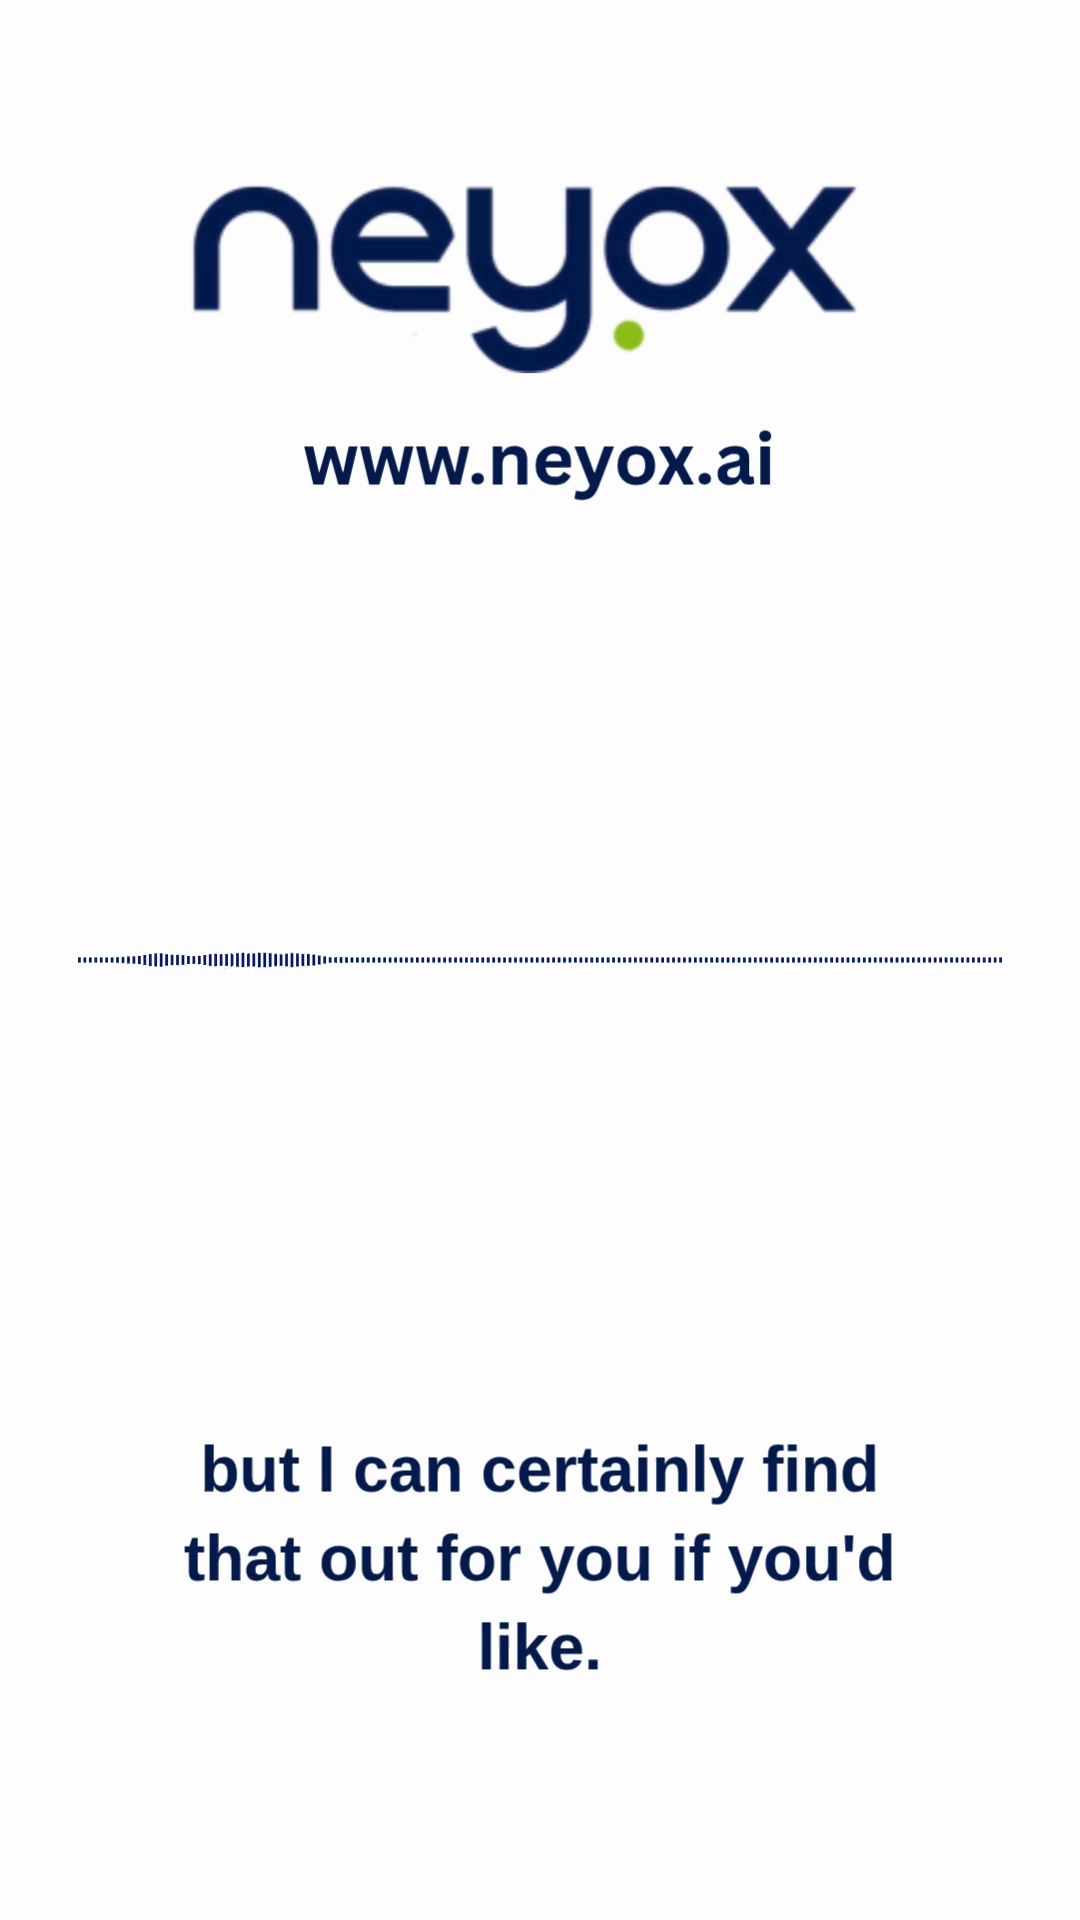 neyox
www.neyox.ai
but I can certainly find
that out for you if you'd
like.